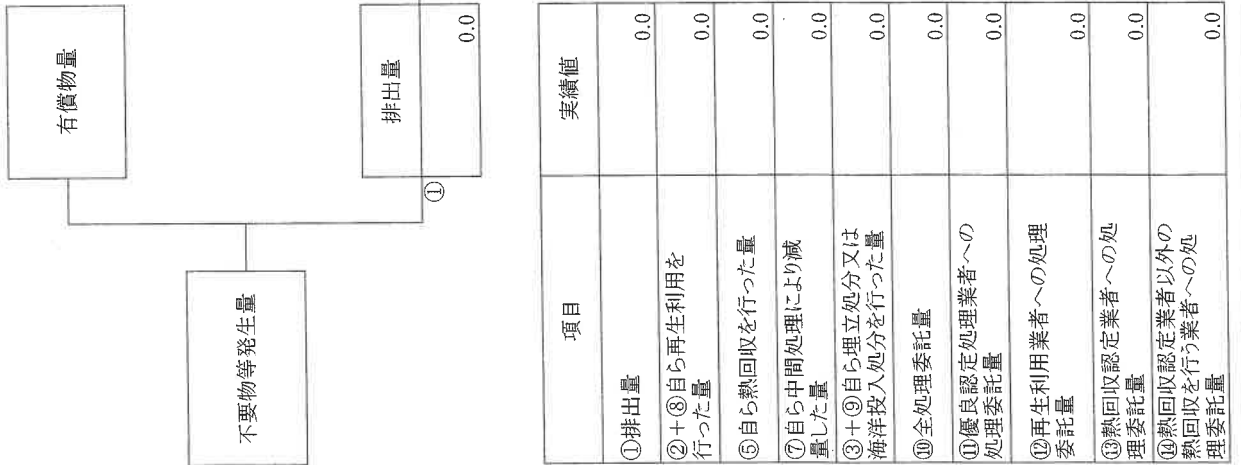 不要物等発生量
有償物量
①
排出量
0.0
項目
実績値
①排出量
0.0
②+⑧自ら再生利用を
行った量
0.0
⑤自ら熱回収を行った量
0.0
⑦自ら中間処理により減
量した量
0.0
③+⑨自ら埋立処分又は
海洋投入処分を行った量
0.0
⑩全処理委託量
0.0
⑪優良認定処理業者への
処理委託量
0.0
⑫再生利用業者への処理
委託量
0.0
⑬熱回収認定業者への処
理委託量
0.0
⑭熱回収認定業者以外の
熱回収を行う業者への処
理委託量
0.0